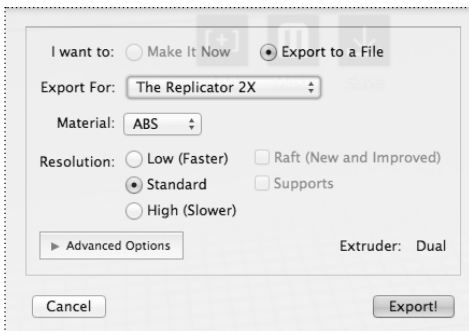 I want to: Make It Now Export to a File
Export For: The Replicator 2X
Material: ABS
Resolution: Low (Faster) Raft (New and Improved)
Standard Supports
High (Slower)
Advanced Options Extruder: Dual
Cancel Export!